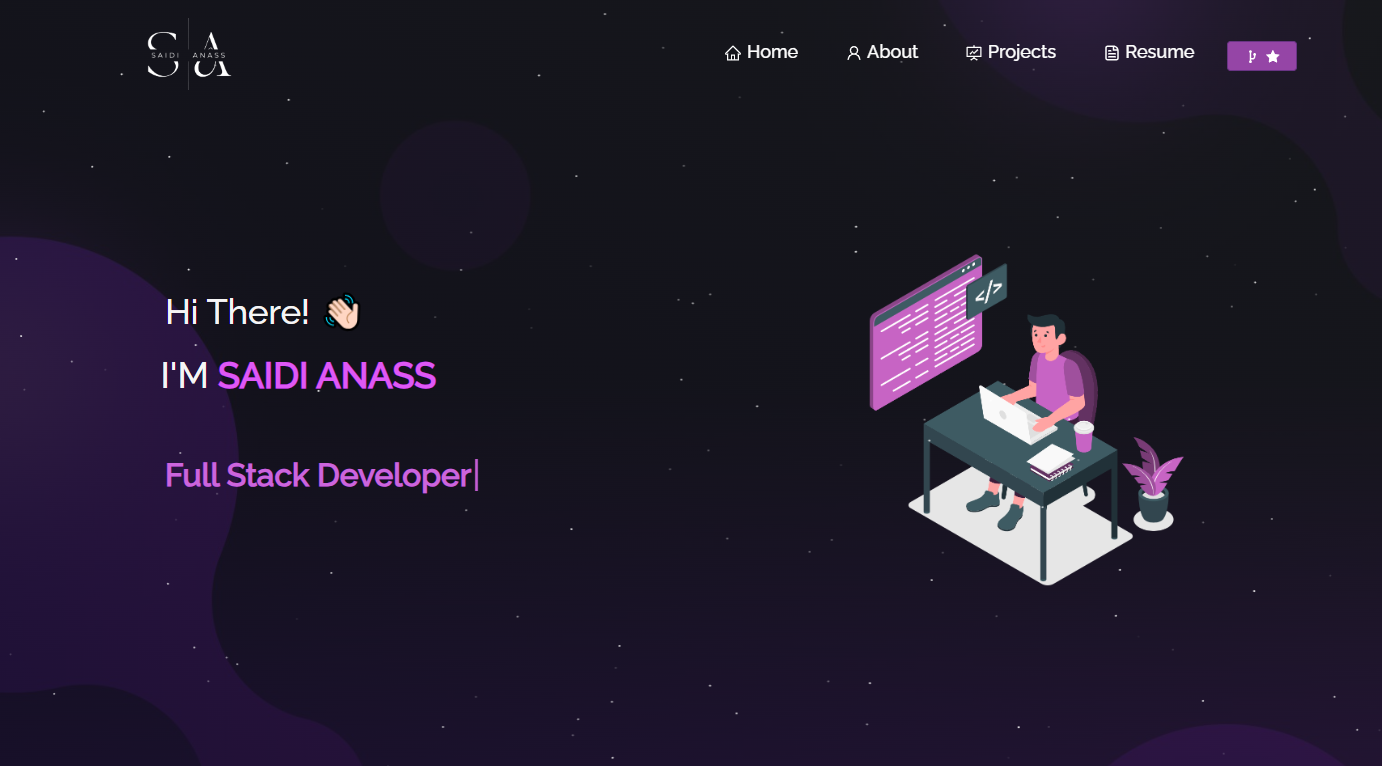 S A
SAIDI ANASS
Home About Projects Resume
Hi There! 👋🏻
I'M SAIDI ANASS
Full Stack Developer|
</>